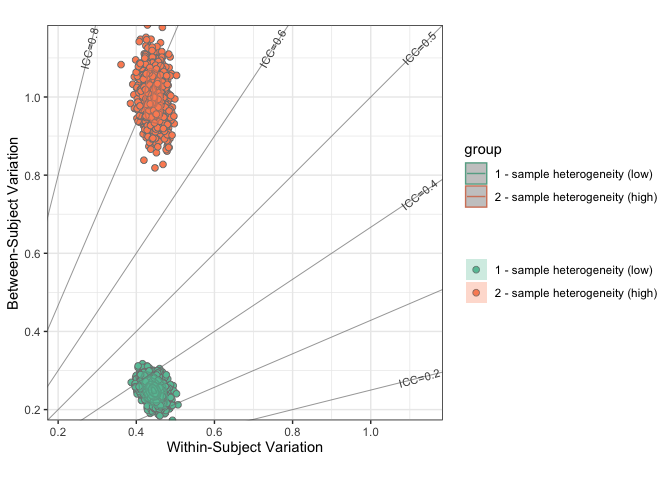 ICC=0.8
ICC=0.6
ICC=0.5
ICC=0.4
ICC=0.2
1.0
0.8
0.6
0.4
0.2
0.2
0.4
0.6
0.8
1.0
Within-Subject Variation
Between-Subject Variation
group
1 - sample heterogeneity (low)
2 - sample heterogeneity (high)
1 - sample heterogeneity (low)
2 - sample heterogeneity (high)